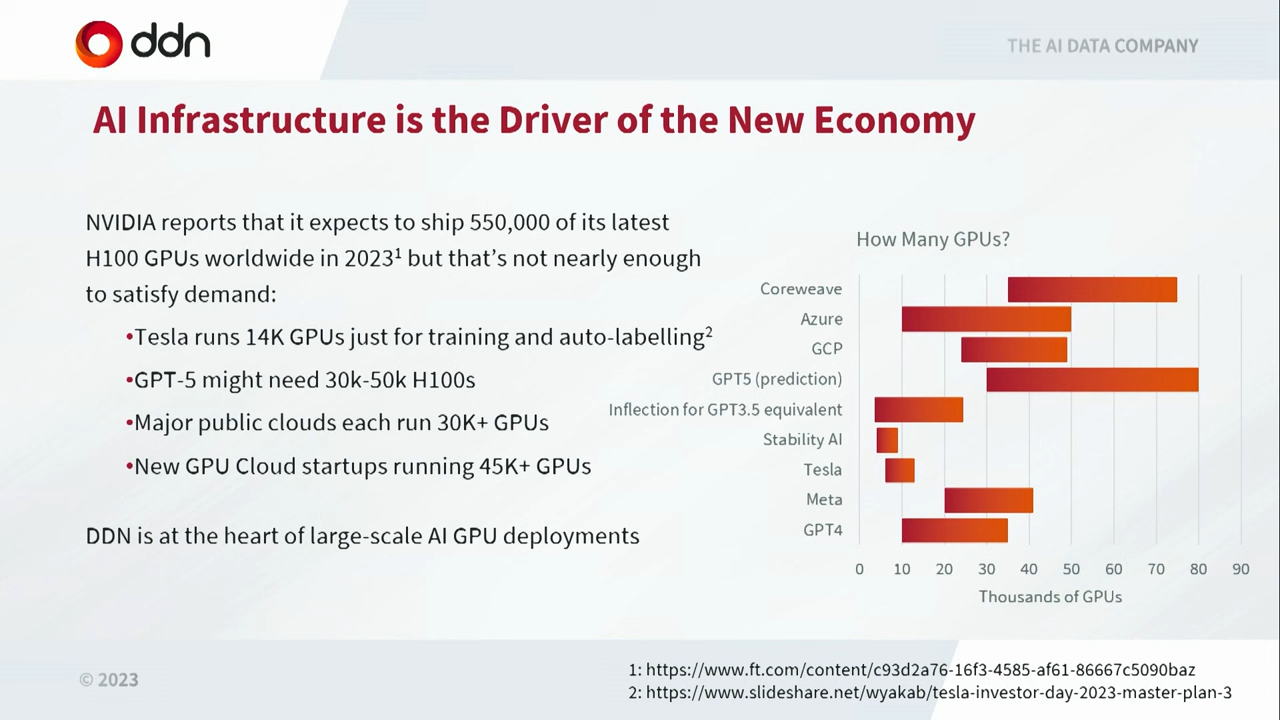 ddn
THE AI DATA COMPANY
AI Infrastructure is the Driver of the New Economy
NVIDIA reports that it expects to ship 550,000 of its latest
H100 GPUs worldwide in 2023¹ but that’s not nearly enough
to satisfy demand:
•Tesla runs 14K GPUs just for training and auto-labelling²
•GPT-5 might need 30k-50k H100s
•Major public clouds each run 30K+ GPUs
•New GPU Cloud startups running 45K+ GPUs
DDN is at the heart of large-scale AI GPU deployments
How Many GPUs?
Coreweave
Azure
GCP
GPT5 (prediction)
Inflection for GPT3.5 equivalent
Stability AI
Tesla
Meta
GPT4
0 10 20 30 40 50 60 70 80 90
Thousands of GPUs
© 2023
1: https://www.ft.com/content/c93d2a76-16f3-4585-af61-86667c5090baz
2: https://www.slideshare.net/wyakab/tesla-investor-day-2023-master-plan-3